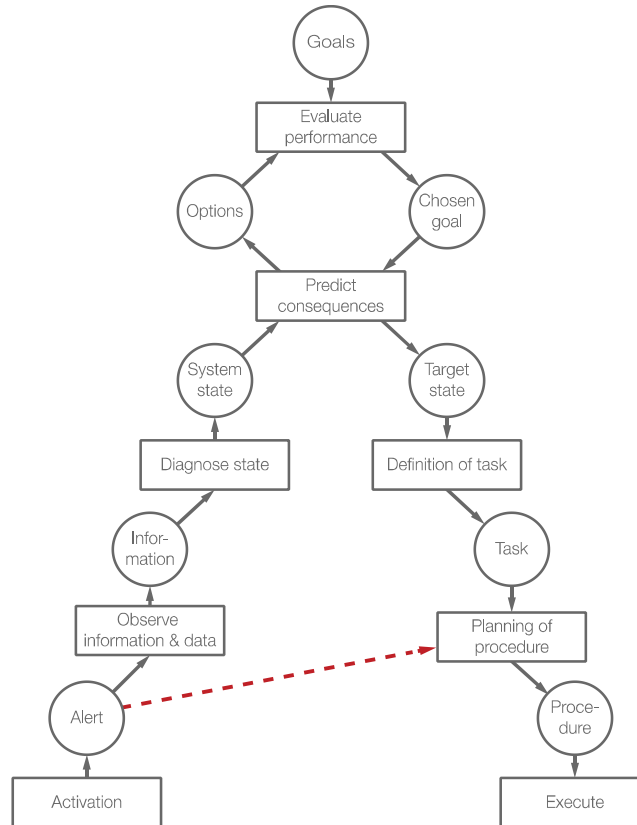 Goals
Evaluate
performance
Options
Chosen
goal
Predict
consequences
System
state
Target
state
Diagnose state
Definition of task
Infor-
mation
Task
Observe
information & data
Planning of
procedure
Alert
Proce-
dure
Activation
Execute